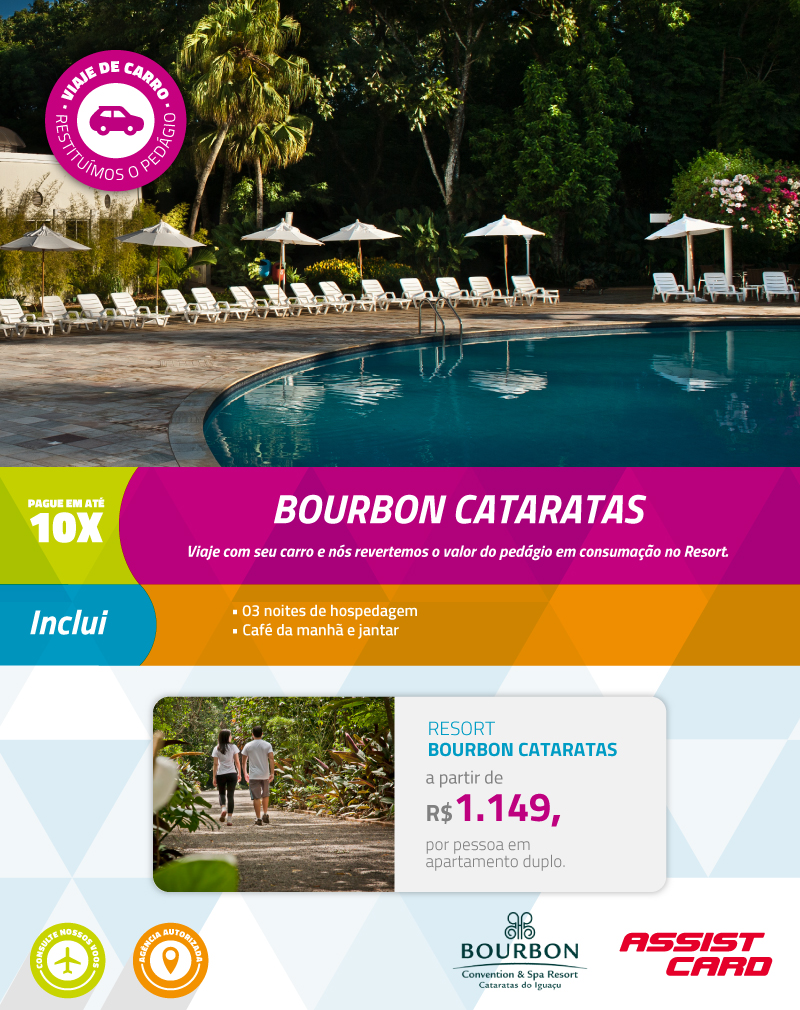 • VIAJE DE CARRO •
RESTITUÍMOS O PEDÁGIO
PAGUE EM ATÉ
10X
BOURBON CATARATAS
Viaje com seu carro e nós revertemos o valor do pedágio em consumação no Resort.
Inclui
• 03 noites de hospedagem
• Café da manhã e jantar
RESORT
BOURBON CATARATAS
a partir de
R$1.149,
por pessoa em
apartamento duplo.
CONSULTE NOSSOS VOOS
AGÊNCIA AUTORIZADA
BOURBON
Convention & Spa Resort
Cataratas do Iguaçu
ASSIST
CARD